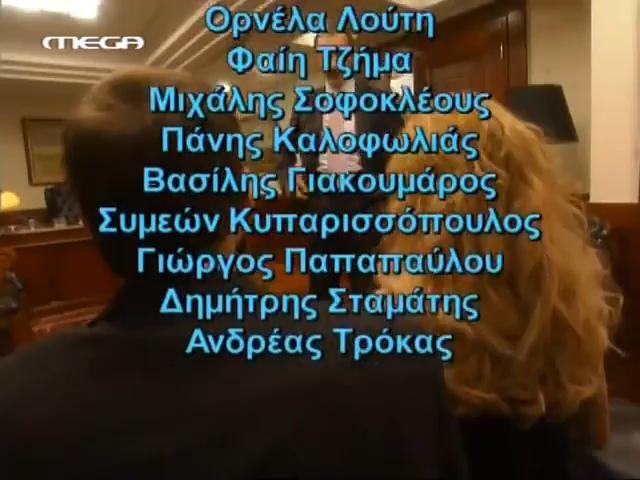 MEGA
Ορνέλα Λούτη
Φαίη Τζήμα
Μιχάλης Σοφοκλέους
Πάνης Καλοφωλιάς
Βασίλης Γιακουμάρος
Συμεών Κυπαρισσόπουλος
Γιώργος Παπαπαύλου
Δημήτρης Σταμάτης
Ανδρέας Τρόκας